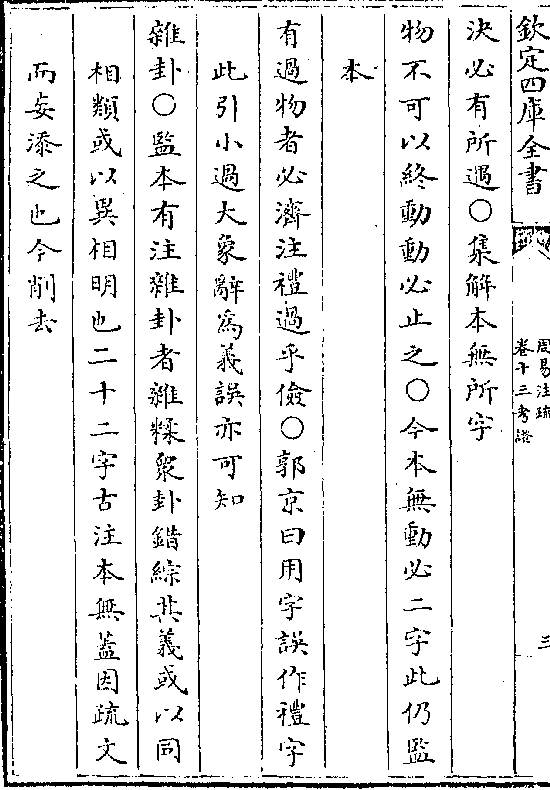 欽定四庫全書
周易注疏
卷十三考證
三
決必有所遇○集解本無所字
物不可以終動動必止之○今本無動必二字此仍監
本
有過物者必濟注禮過乎儉○郭京曰用字誤作禮字
此引小過大象辭為義誤亦可知
雜卦○監本有注雜卦者雜糅衆卦錯綜其義或以同
相類或以異相明也二十二字古注本無蓋因疏文
而妄添之也今削去